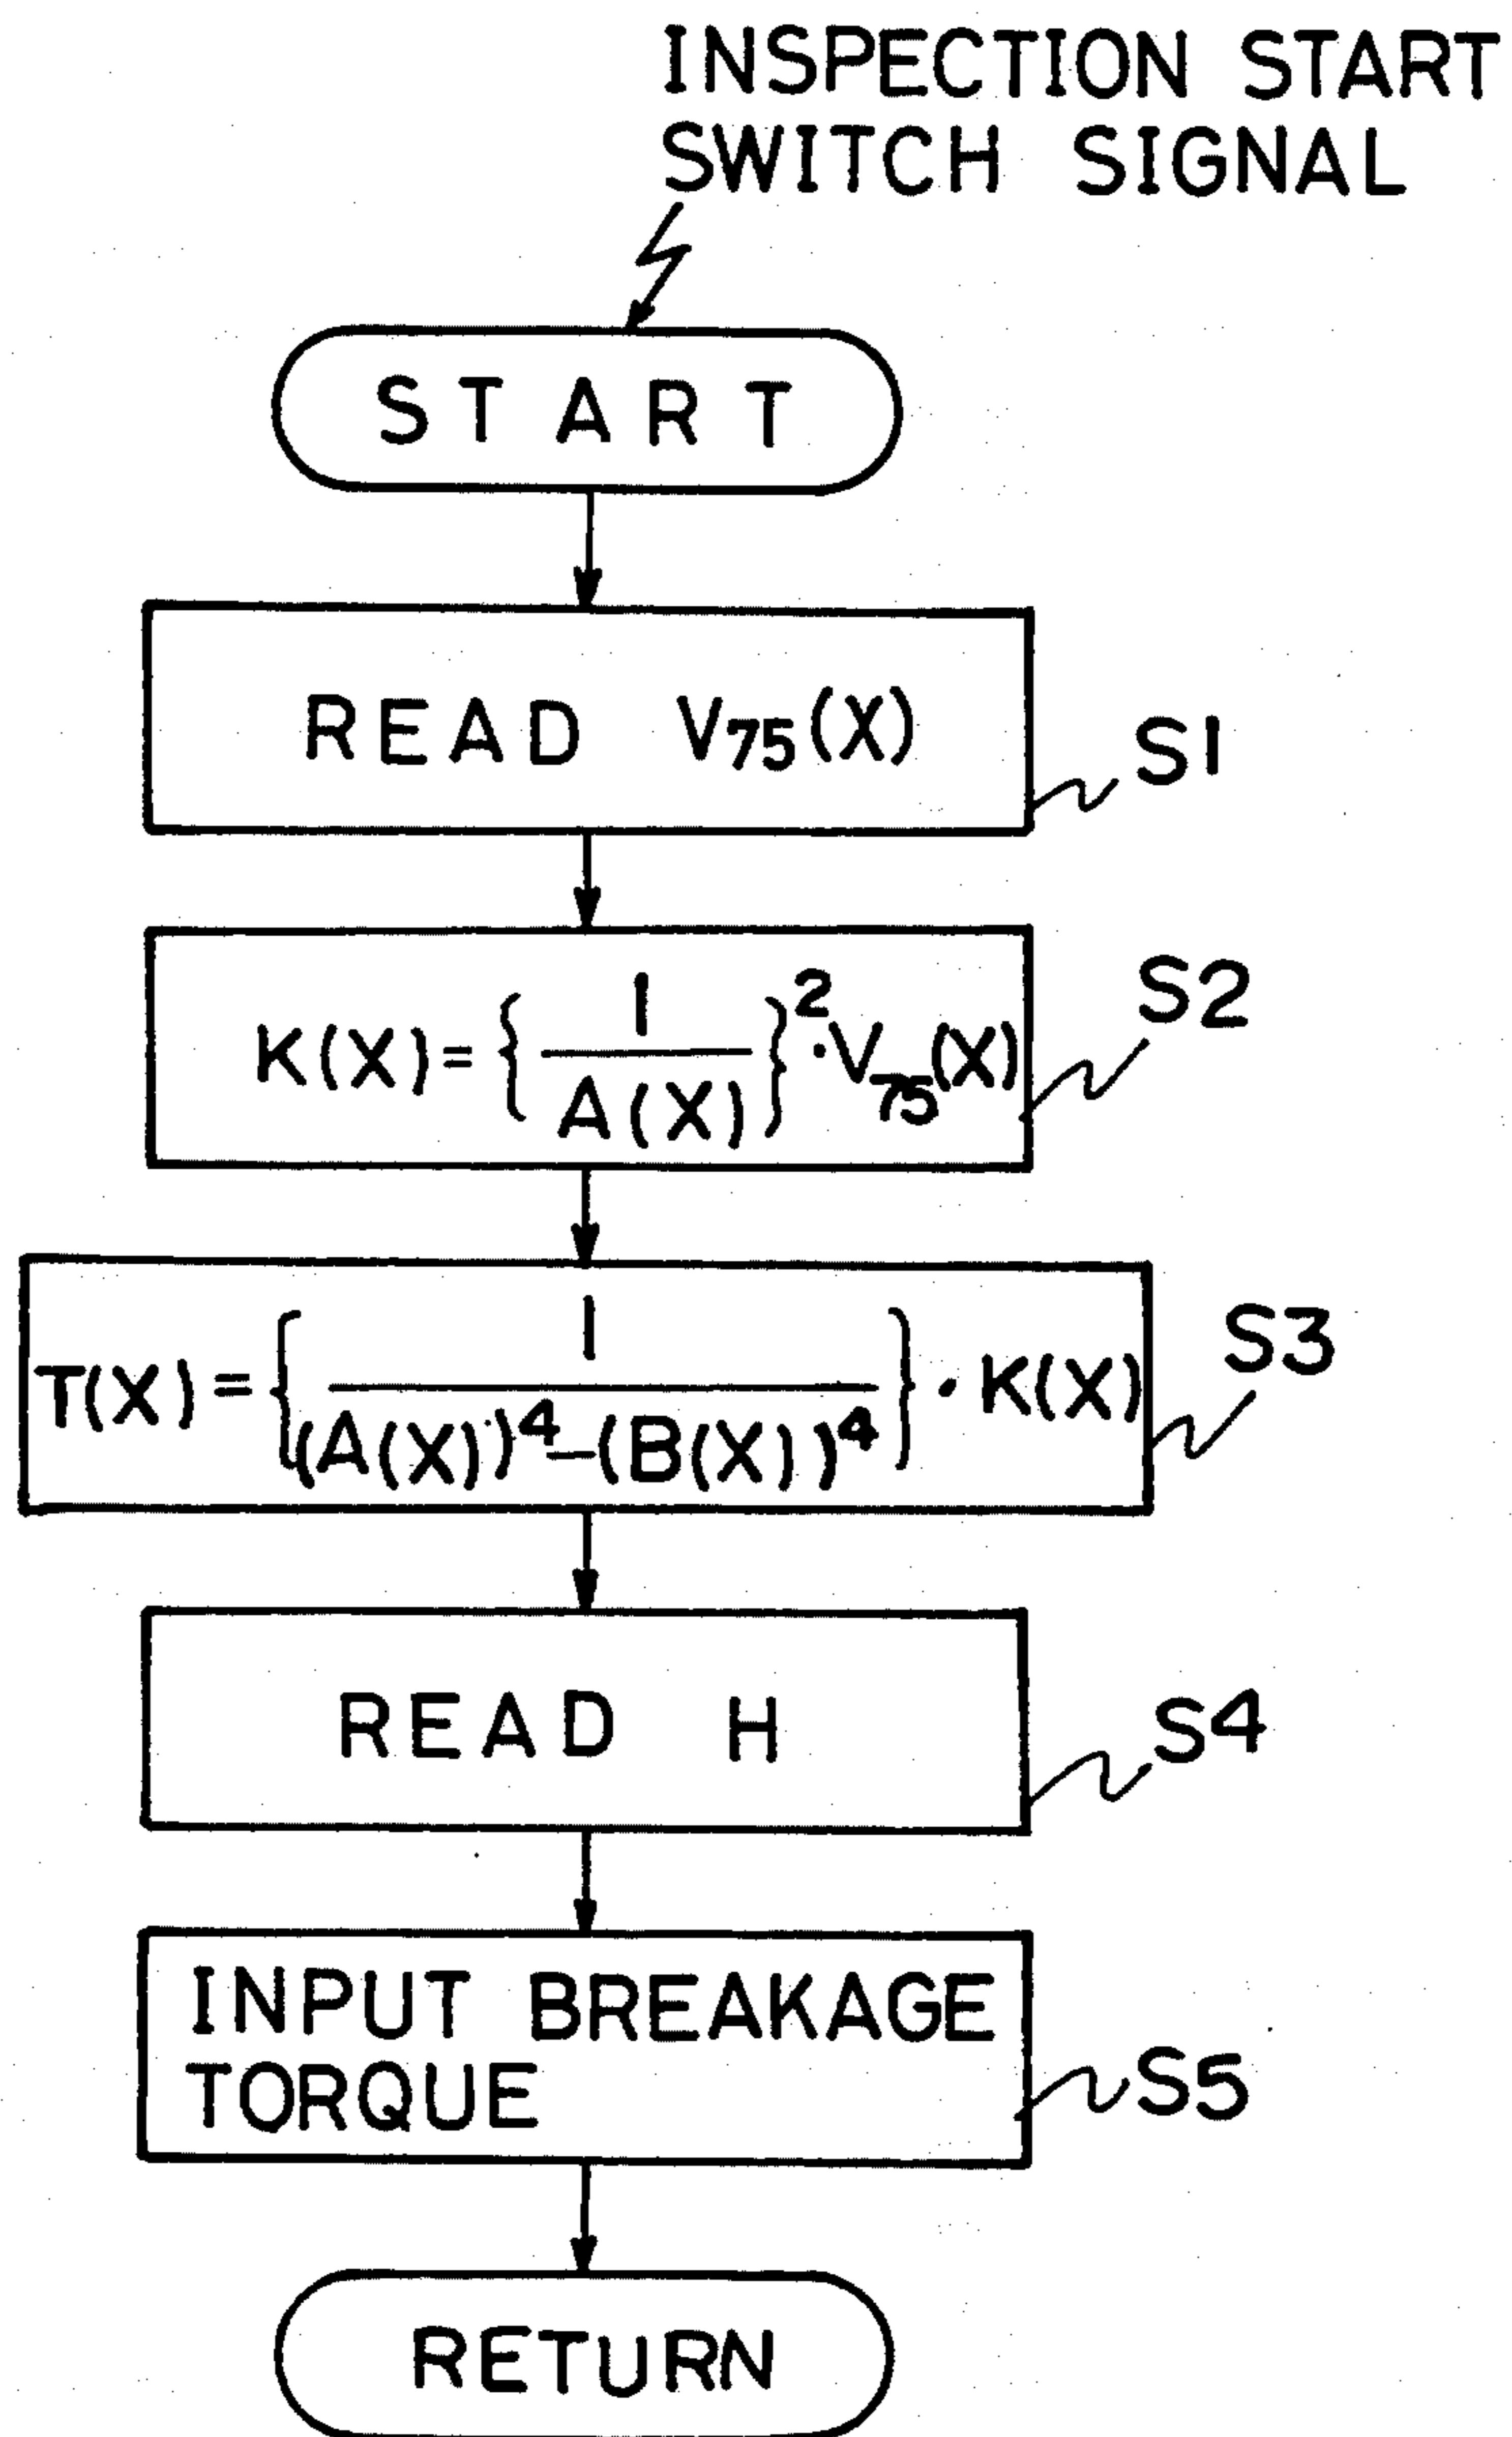 INSPECTION START
SWITCH SIGNAL
START
READ V75(X)
S1
K(X)={1/A(X)}²·V75(X)
S2
T(X)={1/((A(X))⁴-(B(X))⁴}·K(X)
S3
READ H
S4
INPUT BREAKAGE
TORQUE
S5
RETURN